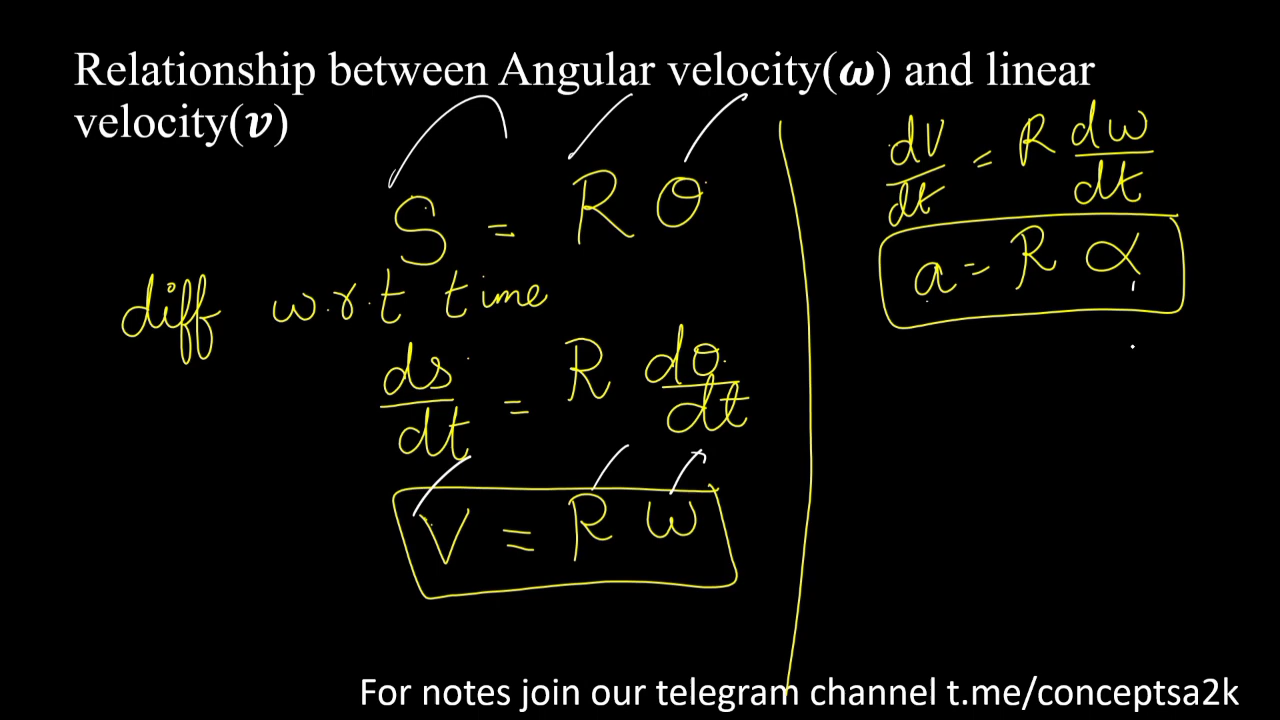 Relationship between Angular velocity(ω) and linear
velocity(v)
S = R θ
diff w.r.t time
ds/dt = R dθ/dt
V = R ω
dv/dt = R dω/dt
a = R α
For notes join our telegram channel t.me/conceptsa2k